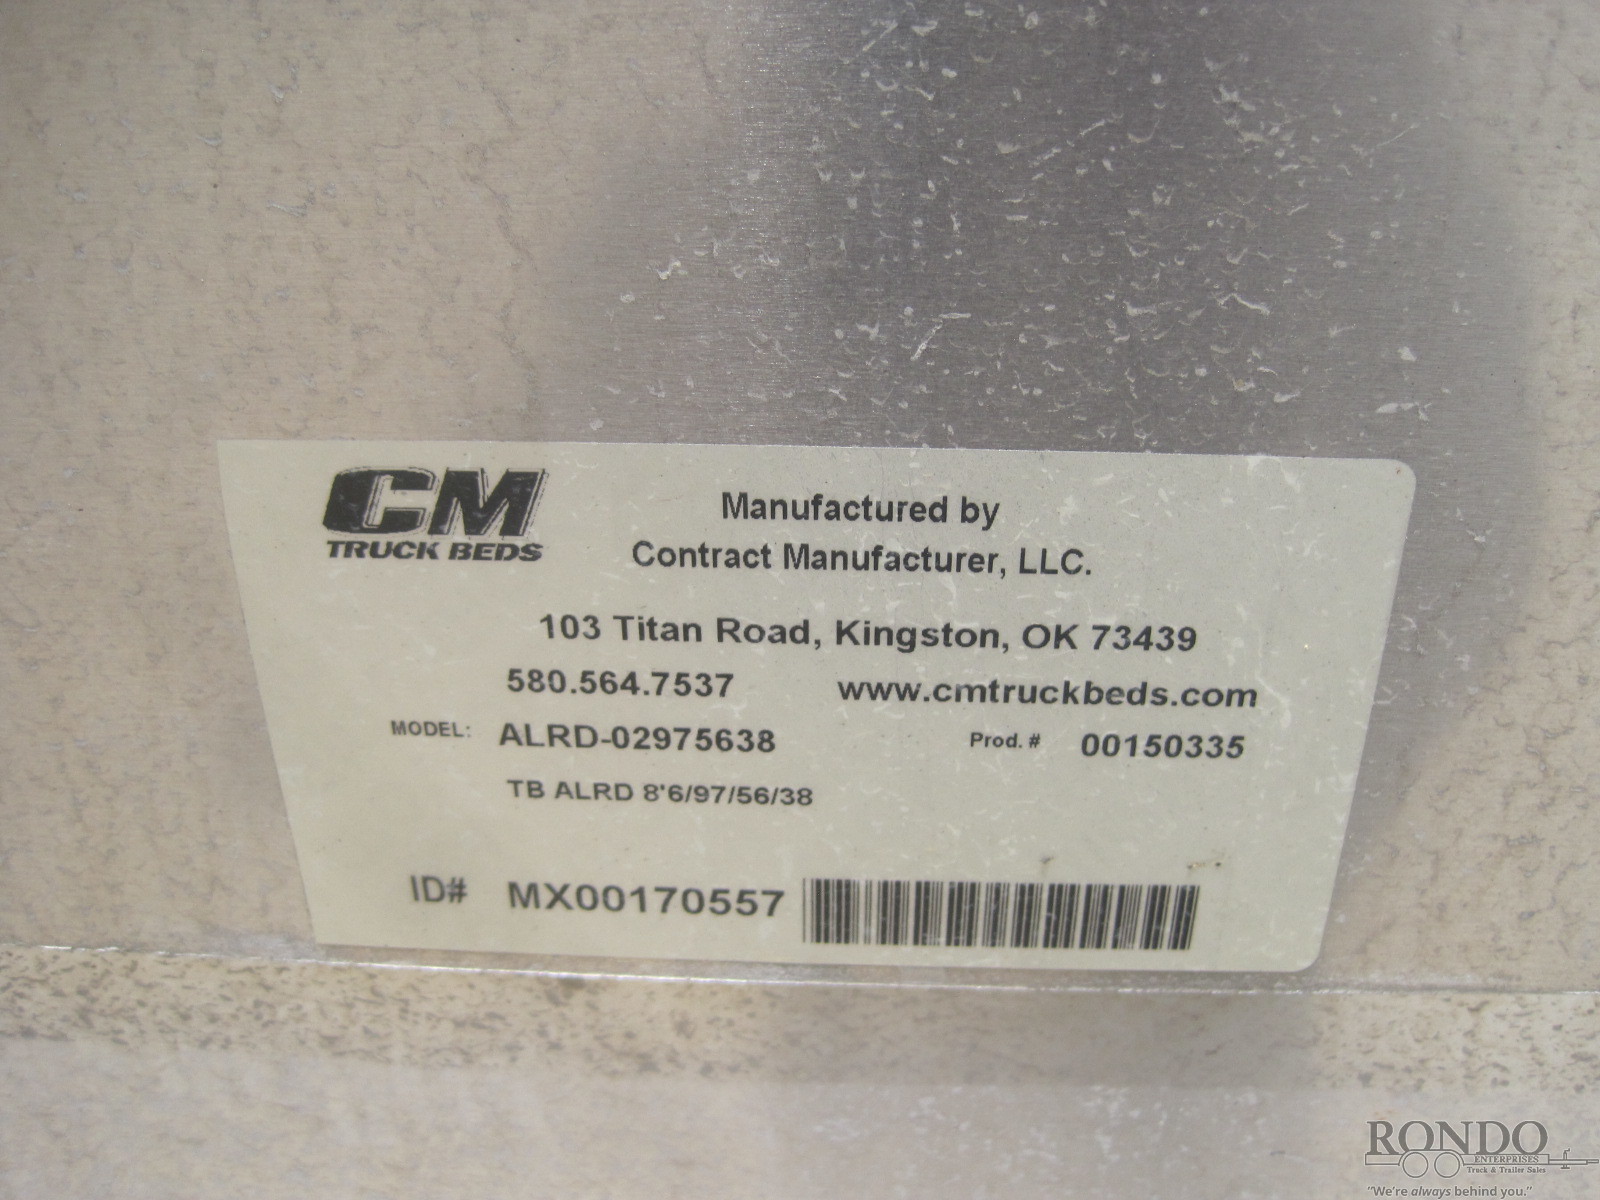 CM
TRUCK BEDS
Manufactured by
Contract Manufacturer, LLC.
103 Titan Road, Kingston, OK 73439
580.564.7537 www.cmtruckbeds.com
MODEL: ALRD-02975638 Prod. # 00150335
TB ALRD 8'6/97/56/38
ID# MX00170557
RONDO
ENTERPRISES
Truck & Trailer Sales
"We're always behind you."